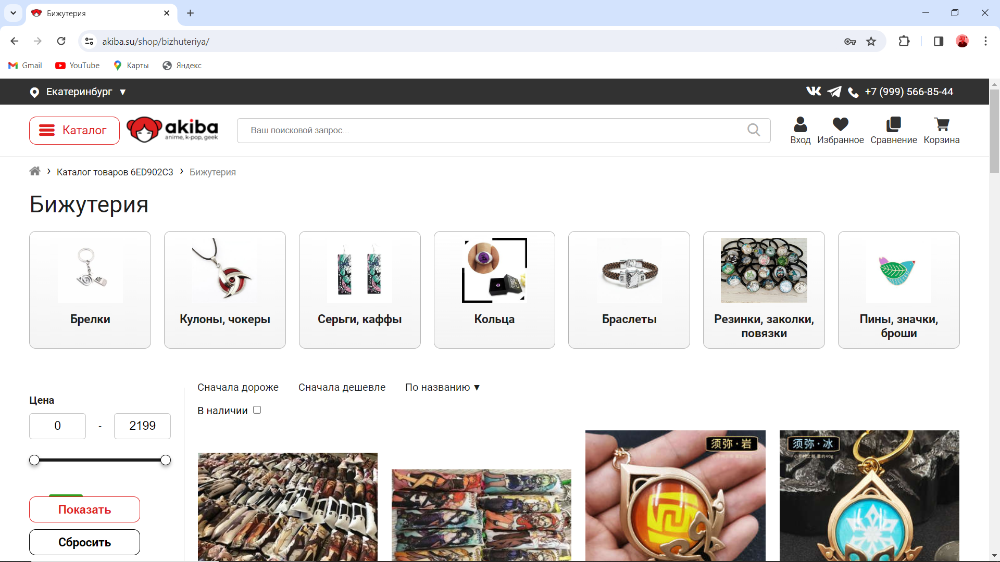 Бижутерия
akiba.su/shop/bizhuteriya/
Gmail
YouTube
Карты
Яндекс
Екатеринбург ▼
+7 (999) 566-85-44
Каталог
akiba
anime, k-pop, geek
Ваш поисковой запрос...
Вход
Избранное
Сравнение
Корзина
Каталог товаров 6ED902C3 › Бижутерия
Бижутерия
Брелки
Кулоны, чокеры
Серьги, каффы
Кольца
Браслеты
Резинки, заколки,
повязки
Пины, значки,
броши
Сначала дороже
Сначала дешевле
По названию ▼
В наличии
Цена
0 - 2199
Показать
Сбросить
须弥·岩
须弥·冰